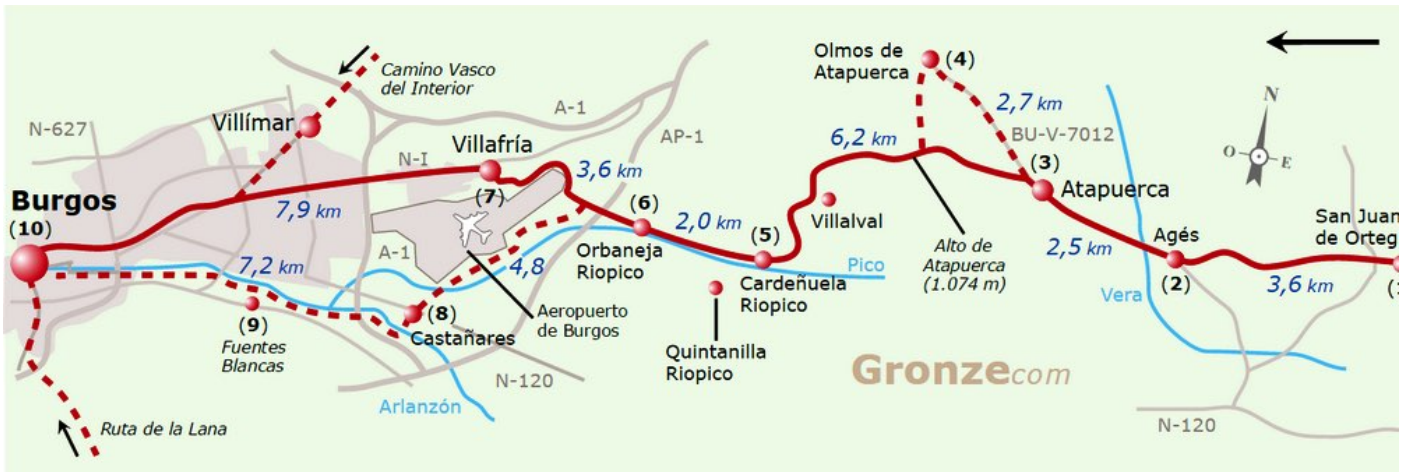 Camino Vasco
del Interior
Villímar
N-627
A-1
AP-1
N-I
Villafría
(7)
3,6 km
Burgos
(10)
7,9 km
7,2 km
A-1
4,8
(9)
Fuentes
Blancas
(8)
Castañares
Aeropuerto
de Burgos
N-120
Arlanzón
Ruta de la Lana
(6)
Orbaneja
Riopico
2,0 km
(5)
Cardeñuela
Riopico
Quintanilla
Riopico
Pico
Villalval
6,2 km
Olmos de
Atapuerca
(4)
2,7 km
BU-V-7012
(3)
Atapuerca
Alto de
Atapuerca
(1.074 m)
2,5 km
Agés
(2)
Vera
3,6 km
San Juan
de Orteg
(1
N-120
N
O
E
Gronzecom